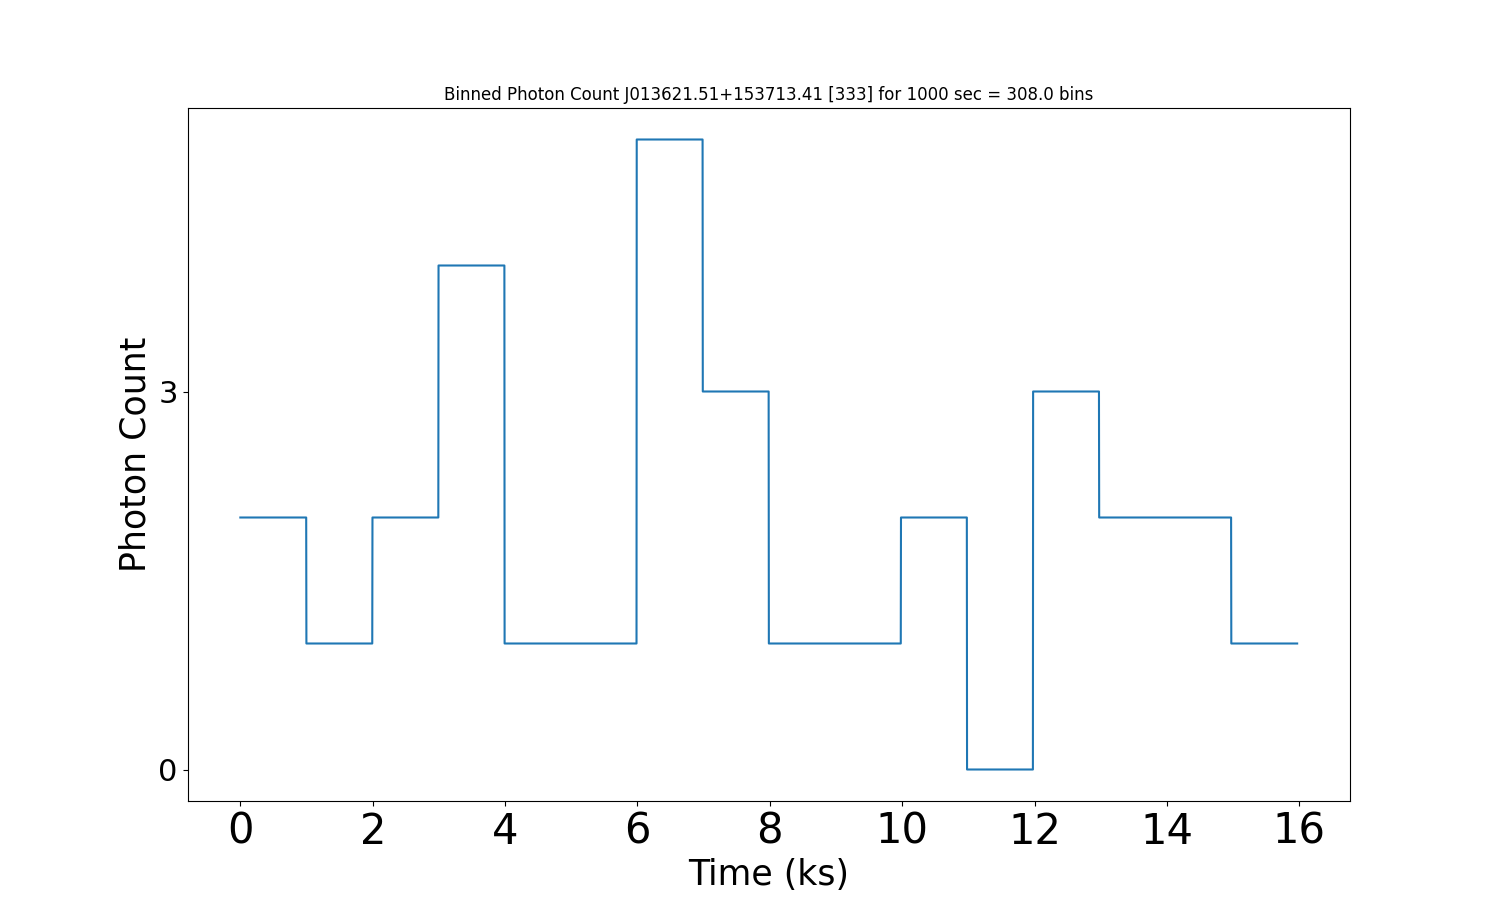 Binned Photon Count J013621.51+153713.41 [333] for 1000 sec = 308.0 bins
Photon Count
3
0
0 2 4 6 8 10 12 14 16
Time (ks)